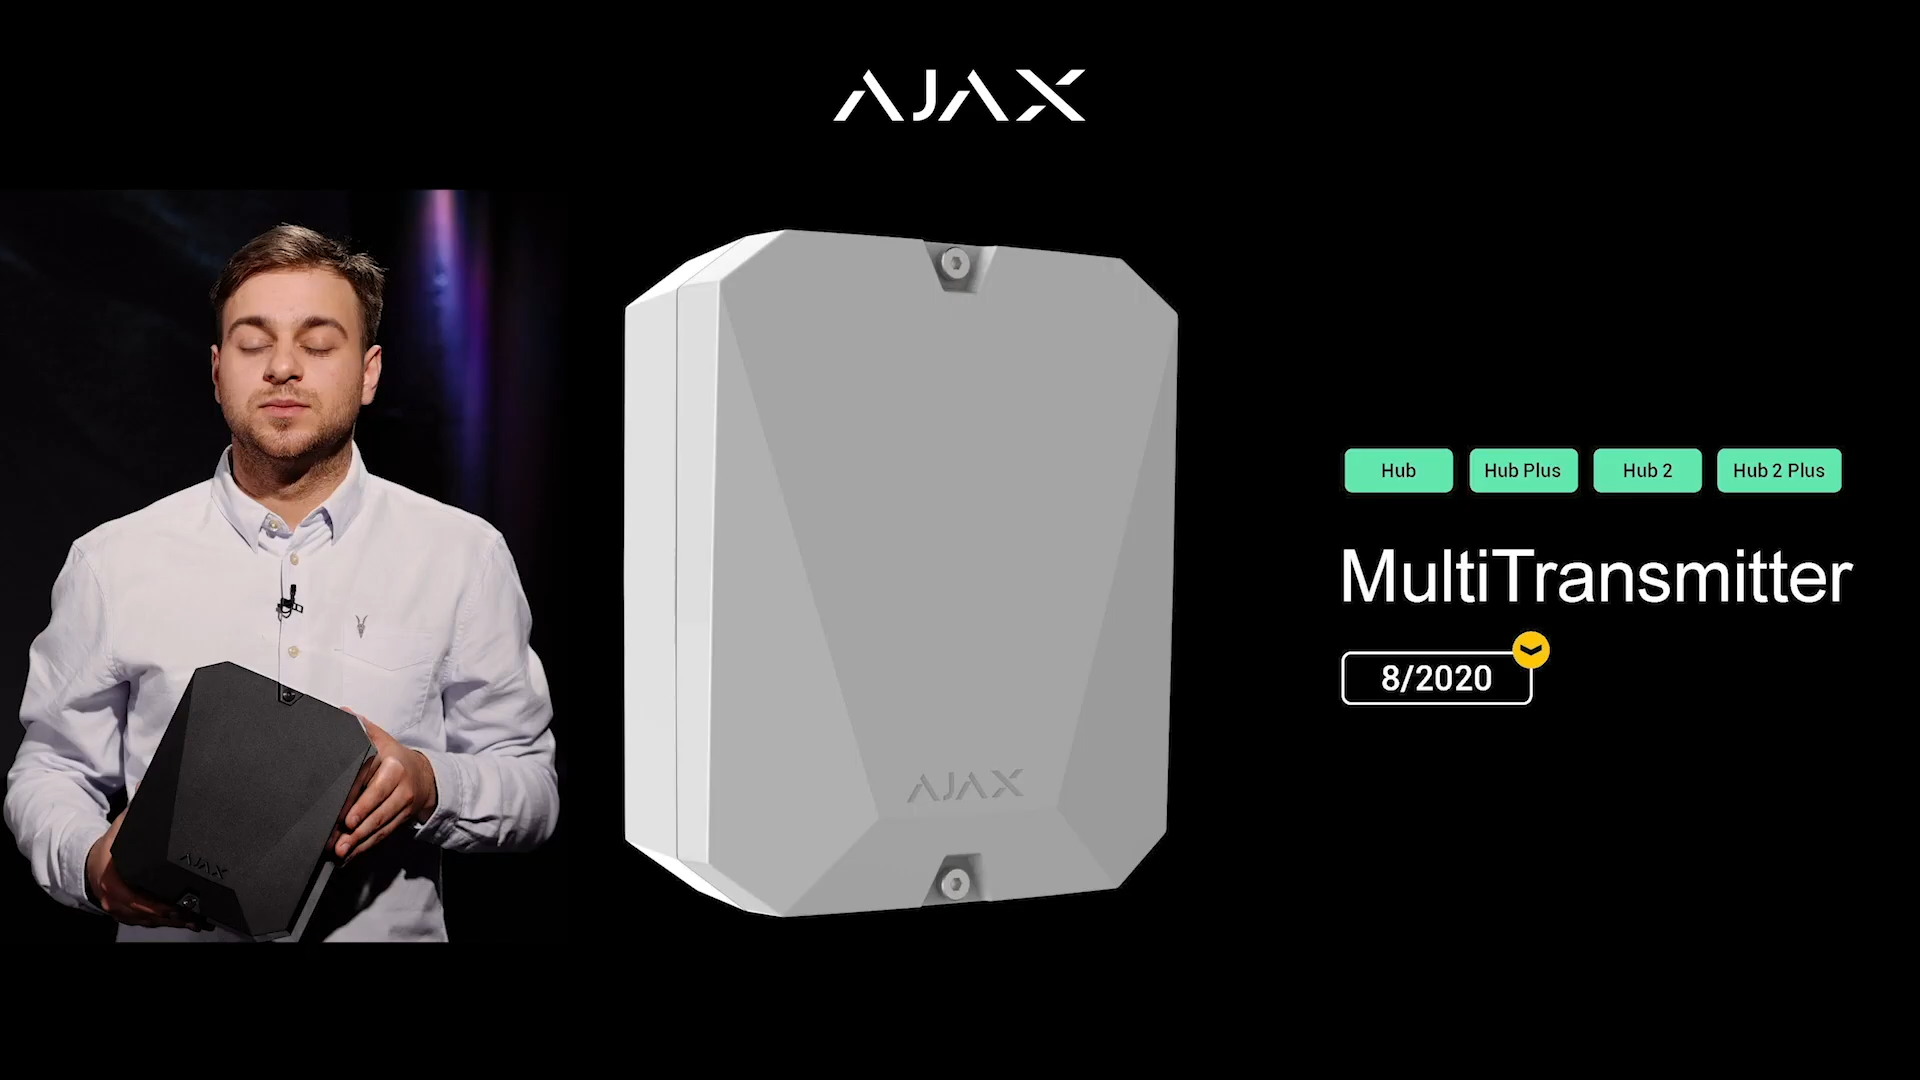 AJAX
Hub
Hub Plus
Hub 2
Hub 2 Plus
MultiTransmitter
8/2020
AJAX
AJAX